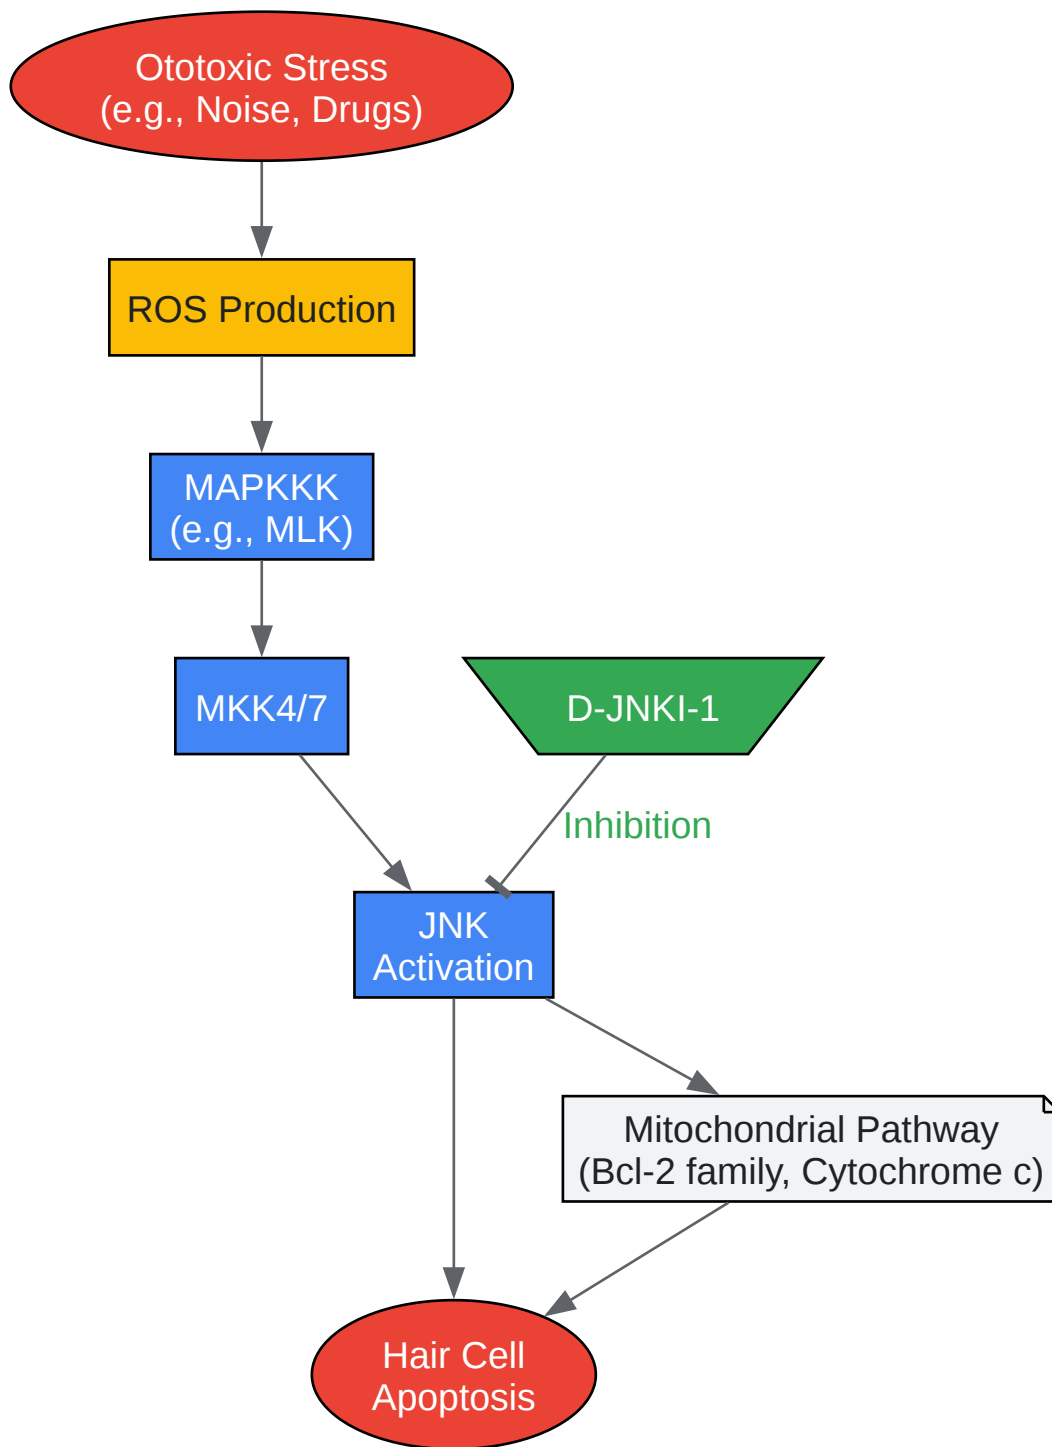 Ototoxic Stress
(e.g., Noise, Drugs)
ROS Production
MAPKKK
(e.g., MLK)
MKK4/7
D-JNKI-1
Inhibition
JNK
Activation
Mitochondrial Pathway
(Bcl-2 family, Cytochrome c)
Hair Cell
Apoptosis